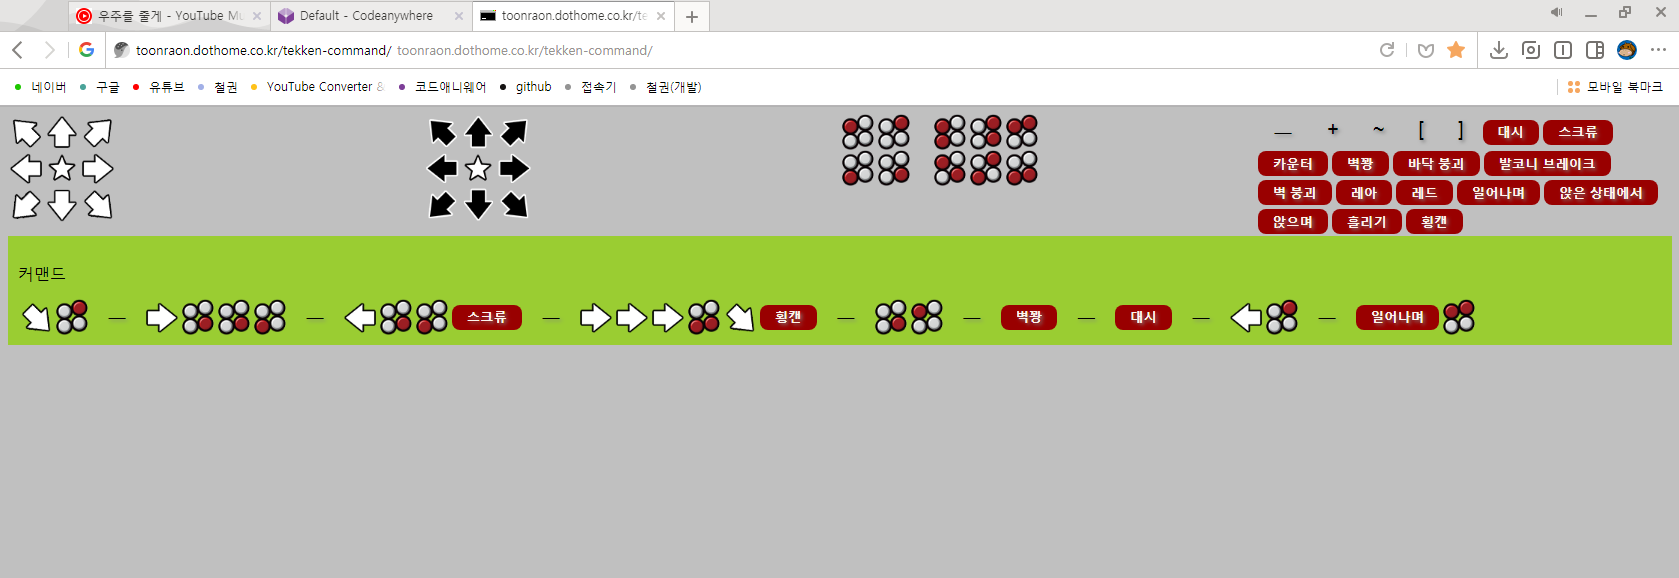 우주를 줄게 - YouTube Mu
Default - Codeanywhere
toonraon.dothome.co.kr/te
toonraon.dothome.co.kr/tekken-command/ toonraon.dothome.co.kr/tekken-command/
네이버 구글 유튜브 철권 YouTube Converter & 코드애니웨어 github 접속기 철권(개발) 모바일 북마크
— + ~ [ ] 대시 스크류
카운터 벽꽝 바닥 붕괴 발코니 브레이크
벽 붕괴 레아 레드 일어나며 앉은 상태에서
앉으며 흘리기 횡캔
커맨드
— — 스크류 — 횡캔 — — 벽꽝 — 대시 — — 일어나며